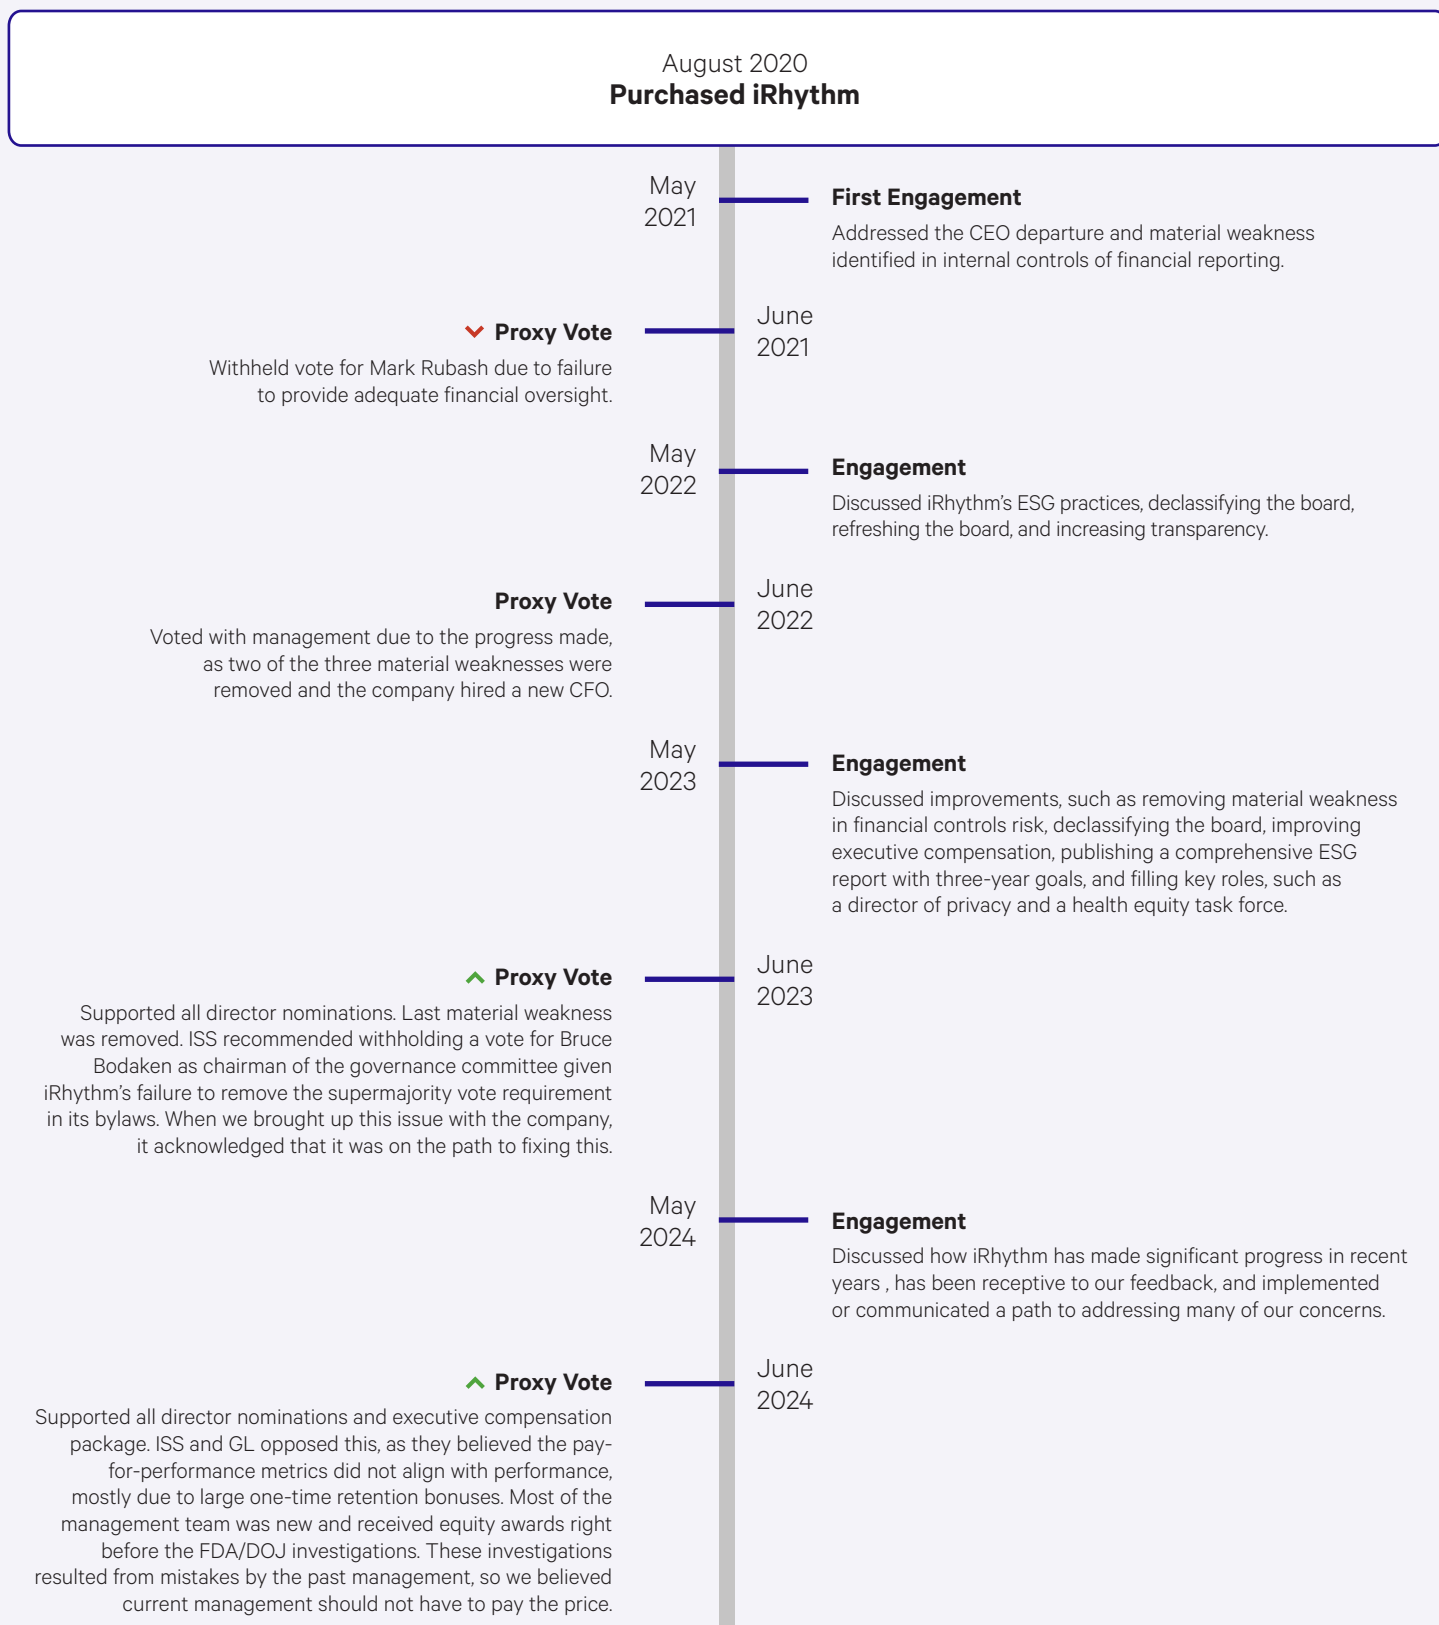 August 2020
Purchased iRhythm
May
2021
First Engagement
Addressed the CEO departure and material weakness
identified in internal controls of financial reporting.
June
2021
Proxy Vote
Withheld vote for Mark Rubash due to failure
to provide adequate financial oversight.
May
2022
Engagement
Discussed iRhythm’s ESG practices, declassifying the board,
refreshing the board, and increasing transparency.
June
2022
Proxy Vote
Voted with management due to the progress made,
as two of the three material weaknesses were
removed and the company hired a new CFO.
May
2023
Engagement
Discussed improvements, such as removing material weakness
in financial controls risk, declassifying the board, improving
executive compensation, publishing a comprehensive ESG
report with three-year goals, and filling key roles, such as
a director of privacy and a health equity task force.
June
2023
Proxy Vote
Supported all director nominations. Last material weakness
was removed. ISS recommended withholding a vote for Bruce
Bodaken as chairman of the governance committee given
iRhythm’s failure to remove the supermajority vote requirement
in its bylaws. When we brought up this issue with the company,
it acknowledged that it was on the path to fixing this.
May
2024
Engagement
Discussed how iRhythm has made significant progress in recent
years , has been receptive to our feedback, and implemented
or communicated a path to addressing many of our concerns.
June
2024
Proxy Vote
Supported all director nominations and executive compensation
package. ISS and GL opposed this, as they believed the pay-
for-performance metrics did not align with performance,
mostly due to large one-time retention bonuses. Most of the
management team was new and received equity awards right
before the FDA/DOJ investigations. These investigations
resulted from mistakes by the past management, so we believed
current management should not have to pay the price.